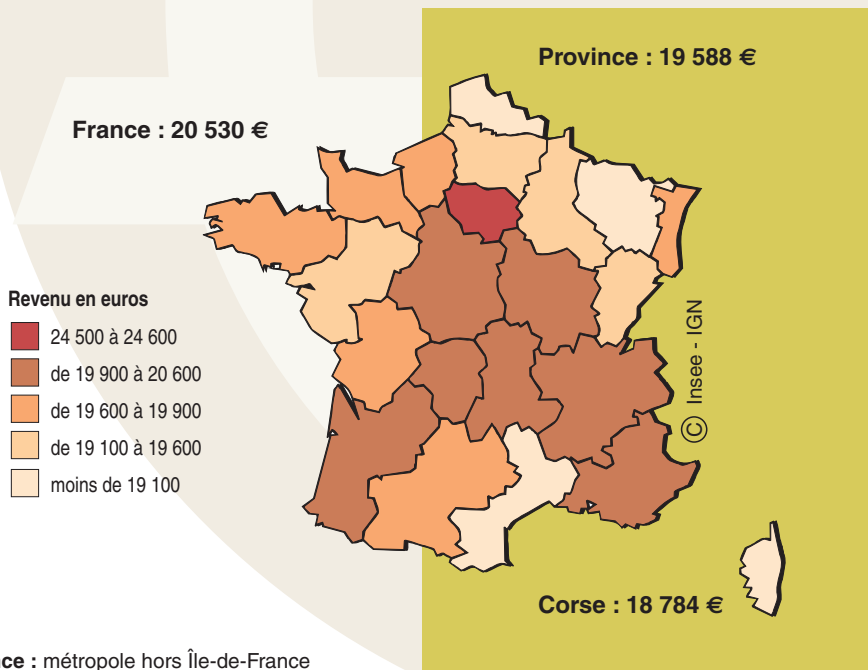 Province : 19 588 €
France : 20 530 €
Revenu en euros
24 500 à 24 600
de 19 900 à 20 600
de 19 600 à 19 900
de 19 100 à 19 600
moins de 19 100
© Insee - IGN
Corse : 18 784 €
: métropole hors Île-de-France